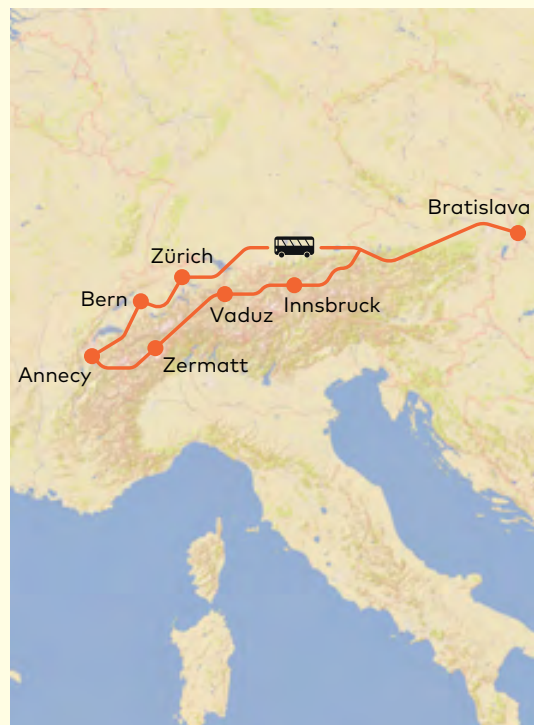 Bratislava
Zürich
Bern
Vaduz
Innsbruck
Annecy
Zermatt